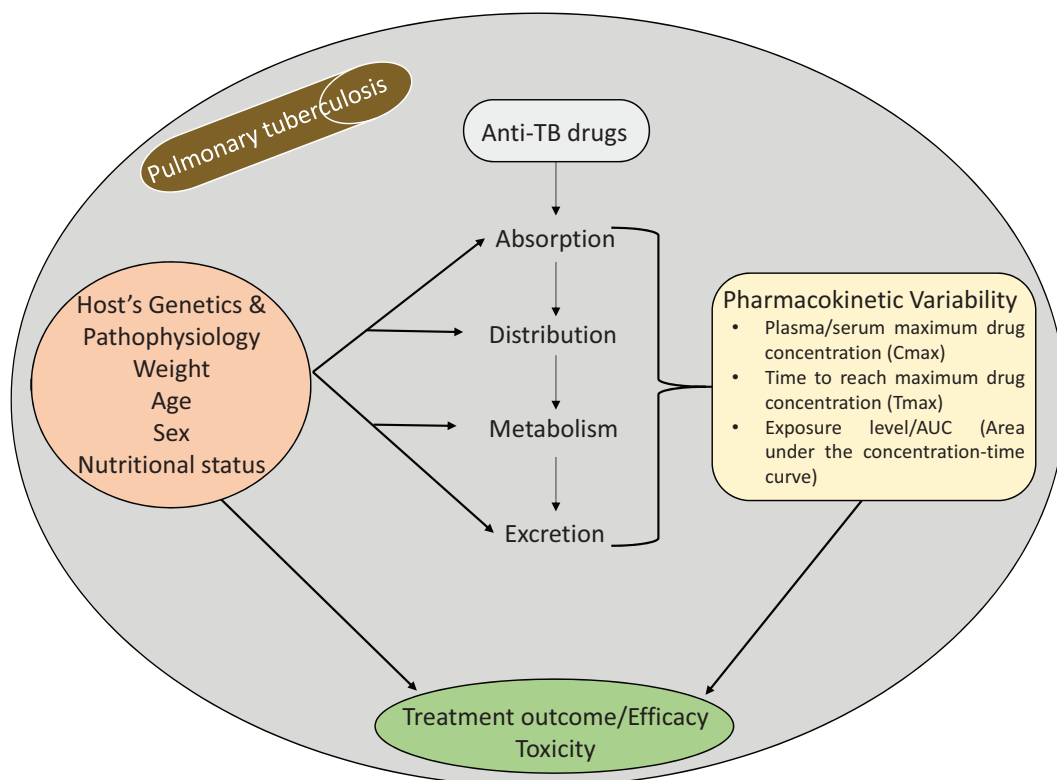 Pulmonary tuberculosis
Anti-TB drugs
Absorption
Distribution
Metabolism
Excretion
Host’s Genetics &
Pathophysiology
Weight
Age
Sex
Nutritional status
Pharmacokinetic Variability
• Plasma/serum maximum drug
concentration (Cmax)
• Time to reach maximum drug
concentration (Tmax)
• Exposure level/AUC (Area
under the concentration-time
curve)
Treatment outcome/Efficacy
Toxicity